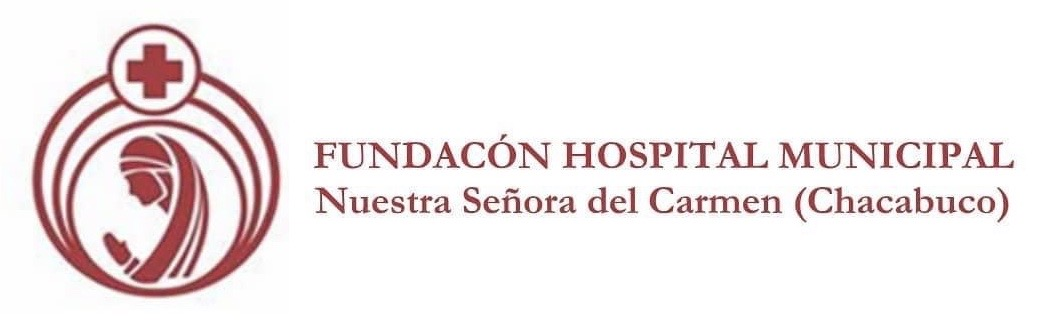 FUNDACÓN HOSPITAL MUNICIPAL
Nuestra Señora del Carmen (Chacabuco)